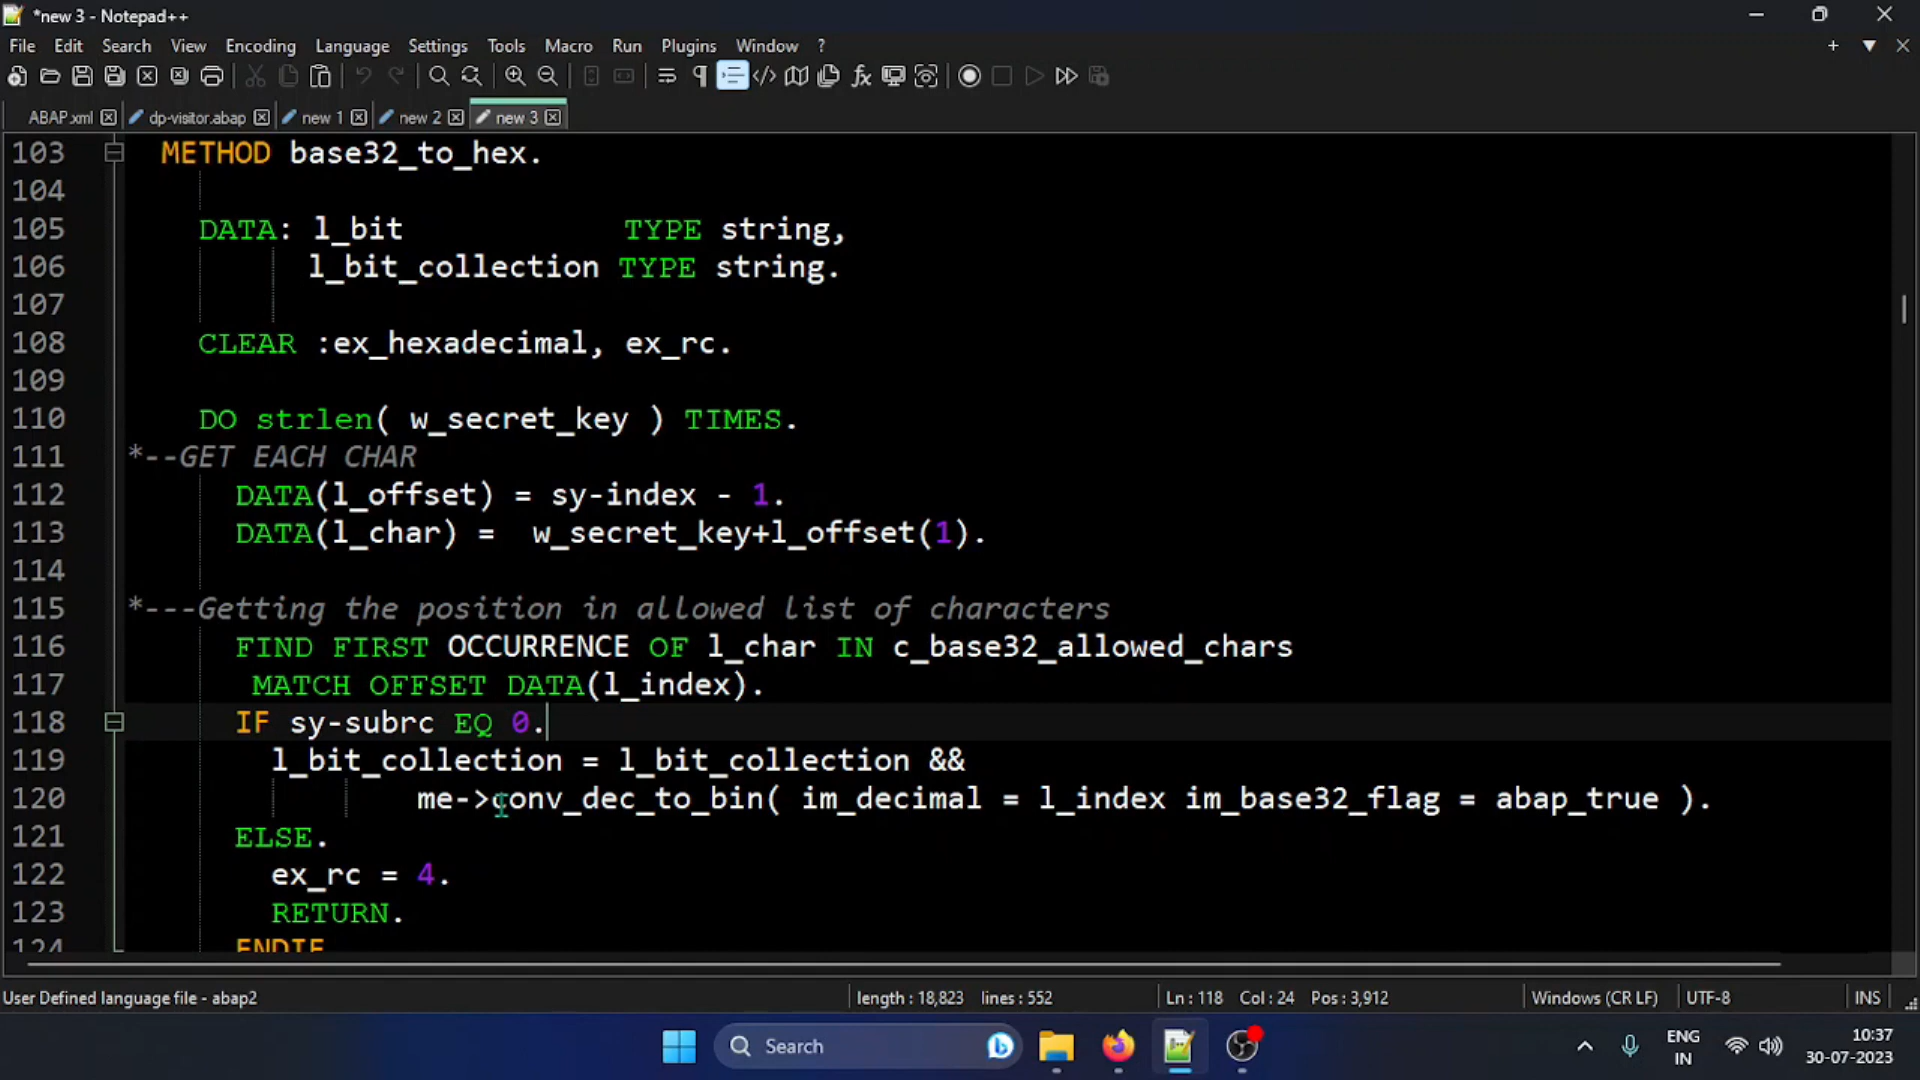 *new 3 - Notepad++
File Edit Search View Encoding Language Settings Tools Macro Run Plugins Window ?
ABAP.xml dp-visitor.abap new 1 new 2 new 3
103 METHOD base32_to_hex.
104
105 DATA: l_bit TYPE string,
106 l_bit_collection TYPE string.
107
108 CLEAR :ex_hexadecimal, ex_rc.
109
110 DO strlen( w_secret_key ) TIMES.
111 *--GET EACH CHAR
112 DATA(l_offset) = sy-index - 1.
113 DATA(l_char) = w_secret_key+l_offset(1).
114
115 *---Getting the position in allowed list of characters
116 FIND FIRST OCCURRENCE OF l_char IN c_base32_allowed_chars
117 MATCH OFFSET DATA(l_index).
118 IF sy-subrc EQ 0.
119 l_bit_collection = l_bit_collection &&
120 me->conv_dec_to_bin( im_decimal = l_index im_base32_flag = abap_true ).
121 ELSE.
122 ex_rc = 4.
123 RETURN.
124 ENDIF
User Defined language file - abap2 length : 18,823 lines : 552 Ln : 118 Col : 24 Pos : 3,912 Windows (CR LF) UTF-8 INS
Search
ENG
IN
10:37
30-07-2023